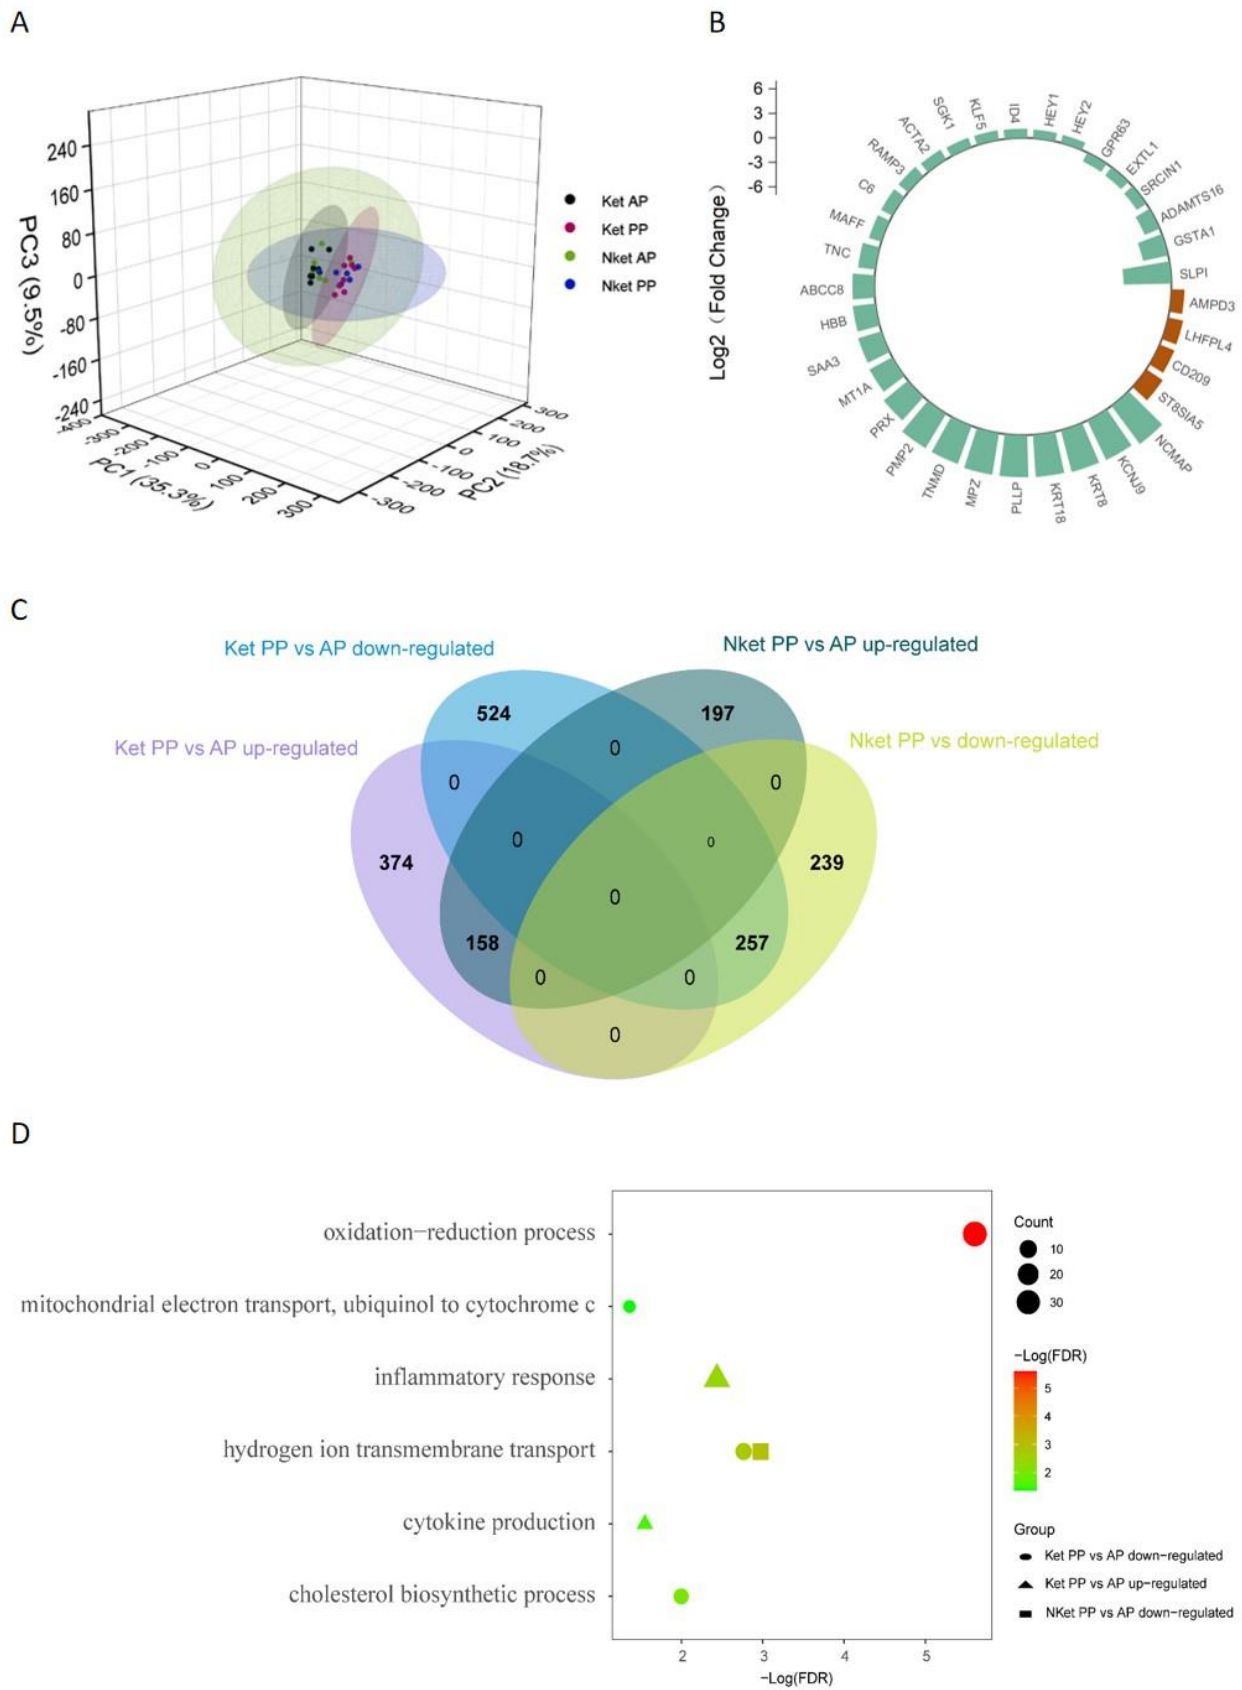 A
B
240
160
80
0
-80
-160
-240
PC3 (9.5%)
-400
-300
-200
-100
0
100
200
300
PC1 (35.3%)
300
200
100
0
-100
-200
-300
PC2 (18.7%)
Ket AP
Ket PP
Nket AP
Nket PP
6
3
0
-3
-6
Log2 (Fold Change)
C6
RAMP3
ACTA2
SGK1
KLF5
ID4
HEY1
HEY2
GPR63
EXTL1
SRCIN1
ADAMTS16
GSTA1
SLPI
AMPD3
LHFPL4
CD209
ST8SIA5
NCMAP
KCNJ9
KRT8
KRT18
PLLP
MPZ
TNMD
PMP2
PRX
MT1A
SAA3
HBB
ABCC8
TNC
MAFF
C
Ket PP vs AP down-regulated
Nket PP vs AP up-regulated
Ket PP vs AP up-regulated
Nket PP vs down-regulated
524
197
0
0
0
0
0
374
239
0
158
257
0
0
0
D
oxidation−reduction process
mitochondrial electron transport, ubiquinol to cytochrome c
inflammatory response
hydrogen ion transmembrane transport
cytokine production
cholesterol biosynthetic process
2
3
4
5
−Log(FDR)
Count
10
20
30
−Log(FDR)
5
4
3
2
Group
Ket PP vs AP down−regulated
Ket PP vs AP up−regulated
NKet PP vs AP down−regulated